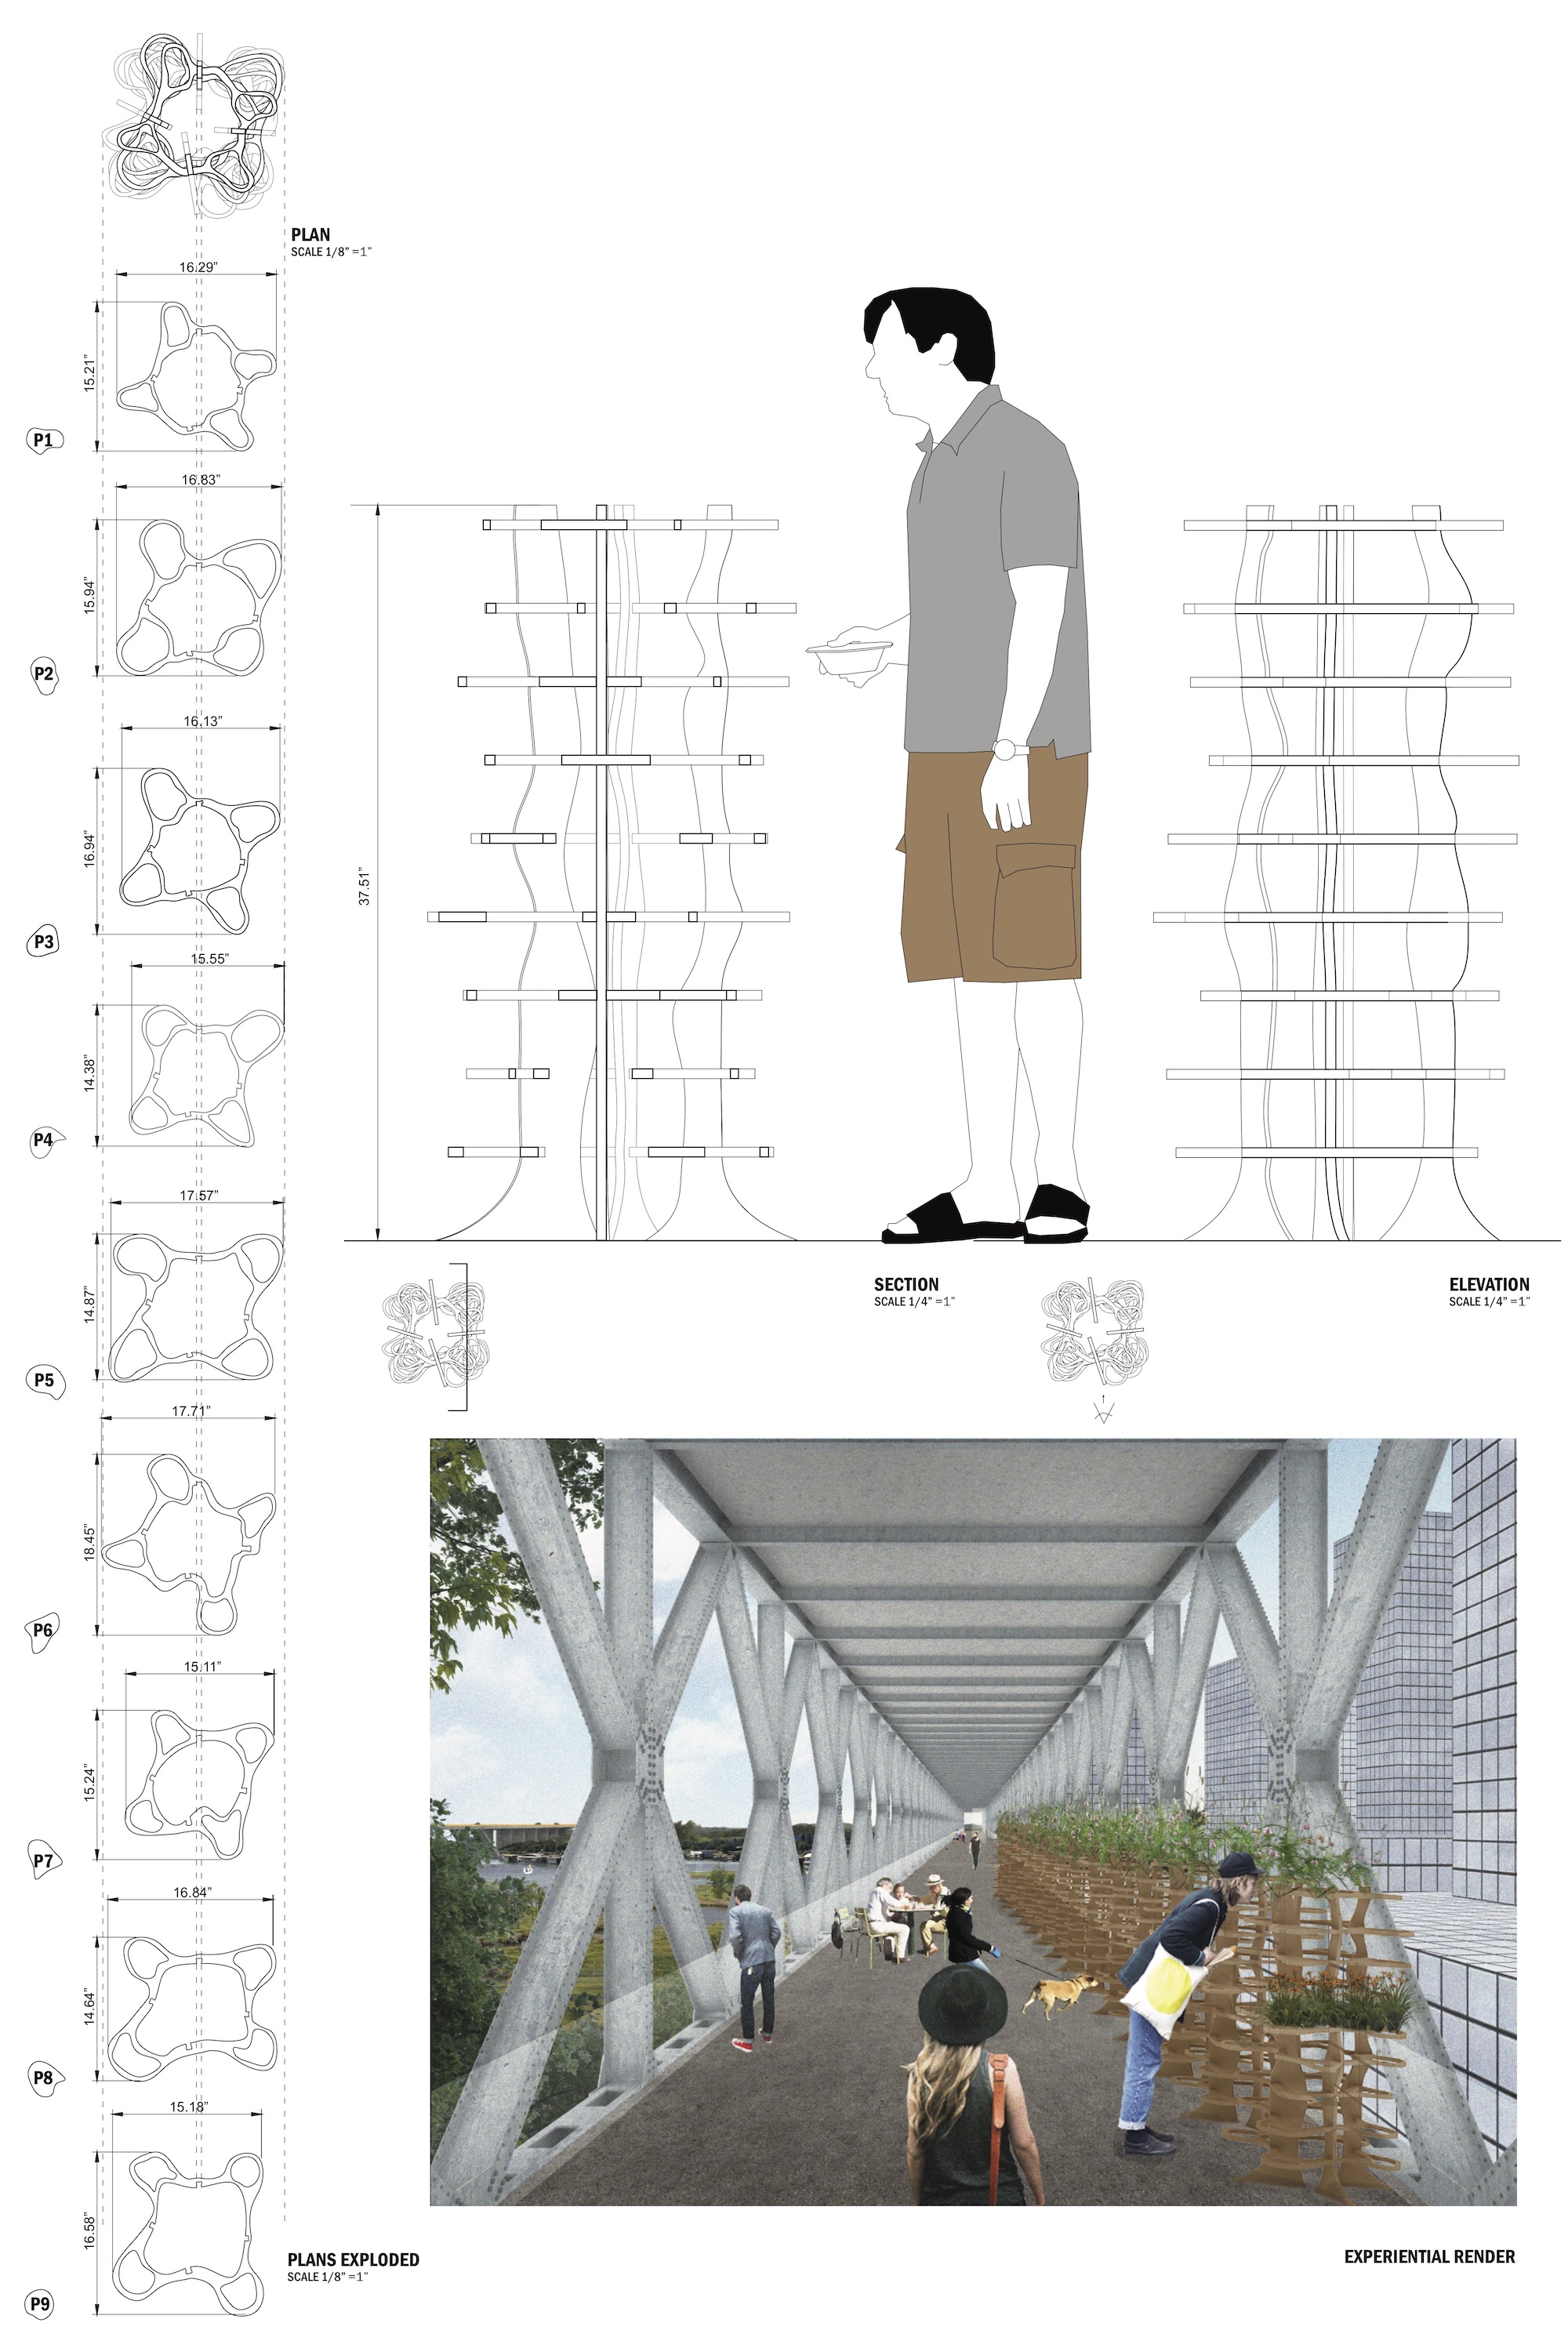 PLAN
SCALE 1/8" =1"
16.29"
15.21"
P1
16.83"
15.94"
P2
16.13"
16.94"
P3
15.55"
14.38"
P4
17.57"
14.87"
P5
17.71"
18.45"
P6
15.11"
15.24"
P7
16.84"
14.64"
P8
15.18"
16.58"
P9
PLANS EXPLODED
SCALE 1/8" =1"
37.51"
SECTION
SCALE 1/4" =1"
ELEVATION
SCALE 1/4" =1"
EXPERIENTIAL RENDER